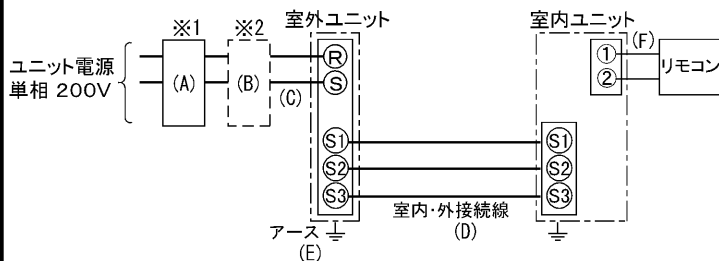 ※1
※2
室外ユニット
室内ユニット
ユニット電源
単相 200V
(A)
(B)
(C)
R
S
①
②
(F)
リモコン
S1
S2
S3
S1
S2
S3
室内・外接続線
(D)
アース
(E)